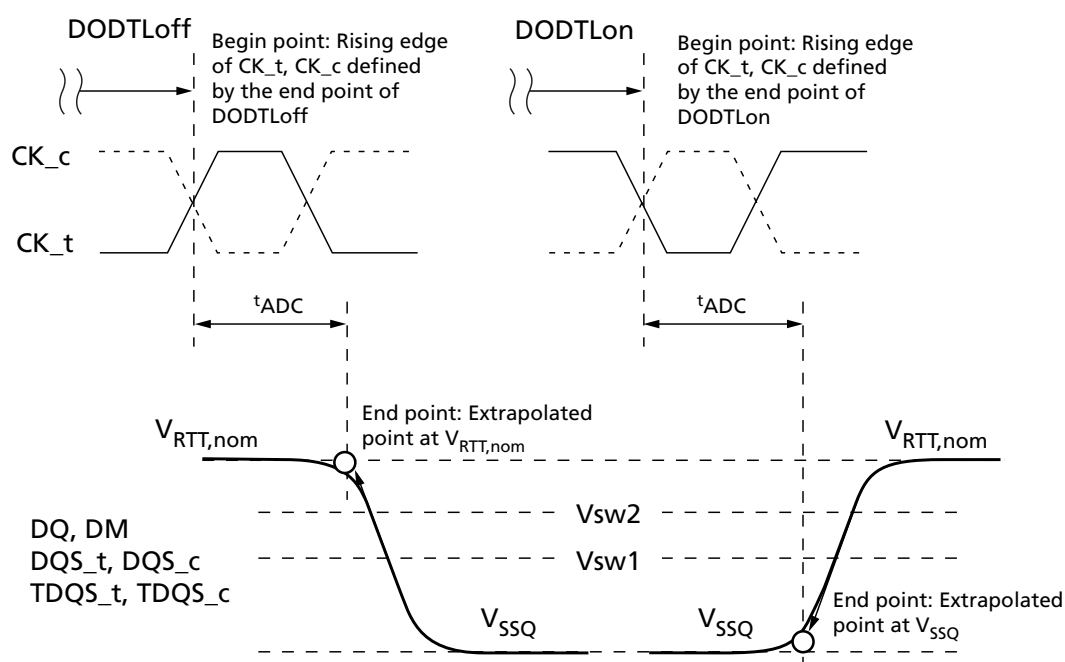 DODTLoff
Begin point: Rising edge
of CK_t, CK_c defined
by the end point of
DODTLoff
DODTLon
Begin point: Rising edge
of CK_t, CK_c defined
by the end point of
DODTLon
CK_c
CK_t
tADC
tADC
End point: Extrapolated
point at VRTT,nom
VRTT,nom
VRTT,nom
DQ, DM
DQS_t, DQS_c
TDQS_t, TDQS_c
Vsw2
Vsw1
VSSQ
VSSQ
End point: Extrapolated
point at VSSQ